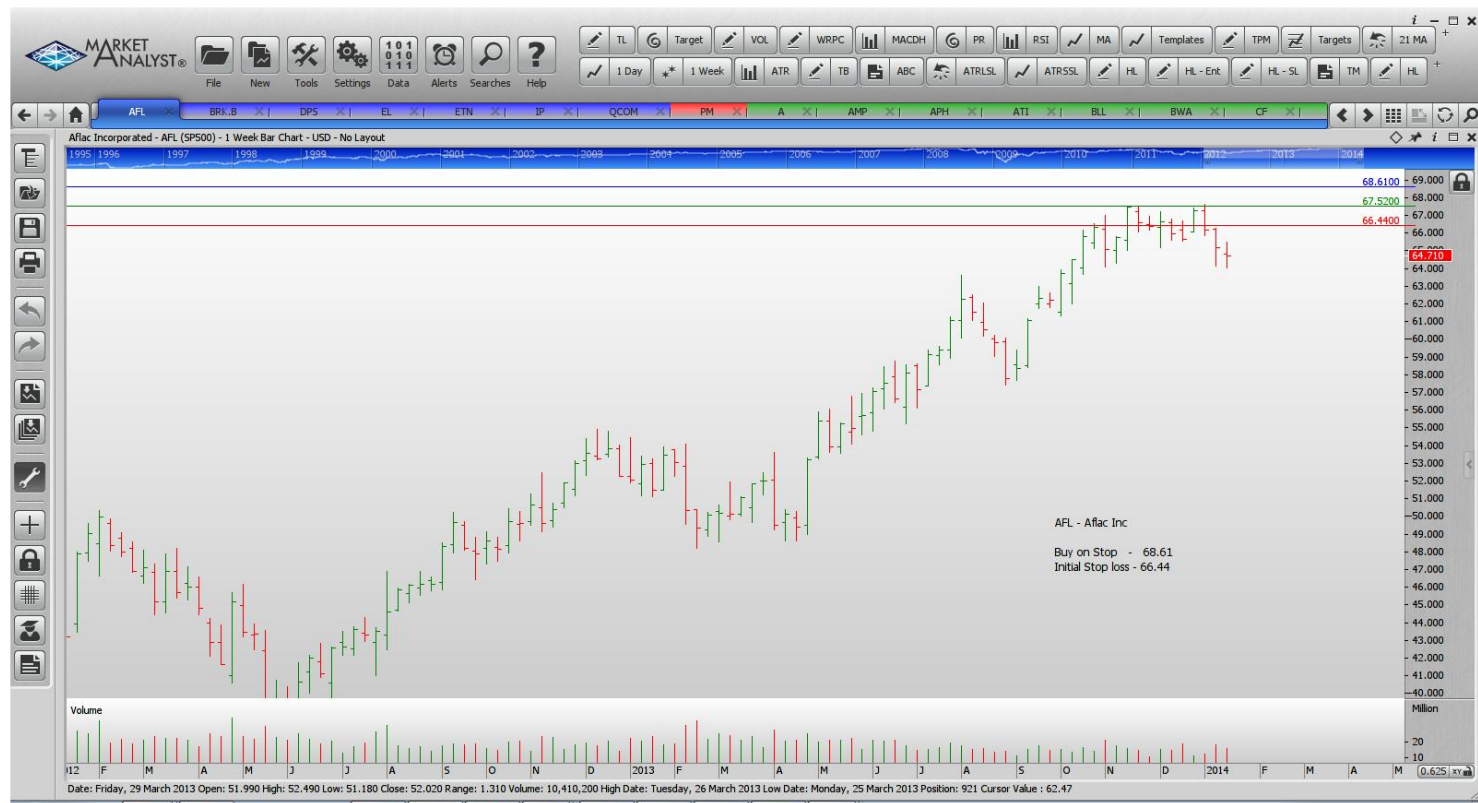 i
MARKET
ANALYST®
File New Tools Settings Data Alerts Searches Help
101
010
111
TL Target VOL WRPC MACDH PR RSI MA Templates TPM Targets 21 MA
1 Day 1 Week ATR TB ABC ATRLSL ATRSSL HL HL - Ent HL - SL TM HL
AFL BRK.B DPS EL ETN IP QCOM PM A AMP APH ATI BLL BWA CF
Aflac Incorporated - AFL (SP500) - 1 Week Bar Chart - USD - No Layout
1995 1996 1997 1998 1999 2000 2001 2002 2003 2004 2005 2006 2007 2008 2009 2010 2011 2012 2013 2014
68.6100
67.5200
66.4400
69.000
68.000
67.000
66.000
64.710
64.000
63.000
62.000
61.000
60.000
59.000
58.000
57.000
56.000
55.000
54.000
53.000
52.000
51.000
50.000
49.000
48.000
47.000
46.000
45.000
44.000
43.000
42.000
41.000
40.000
AFL - Aflac Inc
Buy on Stop - 68.61
Initial Stop loss - 66.44
Volume
Million
20
10
12 F M A M J J A S O N D 2013 F M A M J J A S O N D 2014 F M A M
0.625 XY
Date: Friday, 29 March 2013 Open: 51.990 High: 52.490 Low: 51.180 Close: 52.020 Range: 1.310 Volume: 10,410,200 High Date: Tuesday, 26 March 2013 Low Date: Monday, 25 March 2013 Position: 921 Cursor Value : 62.47